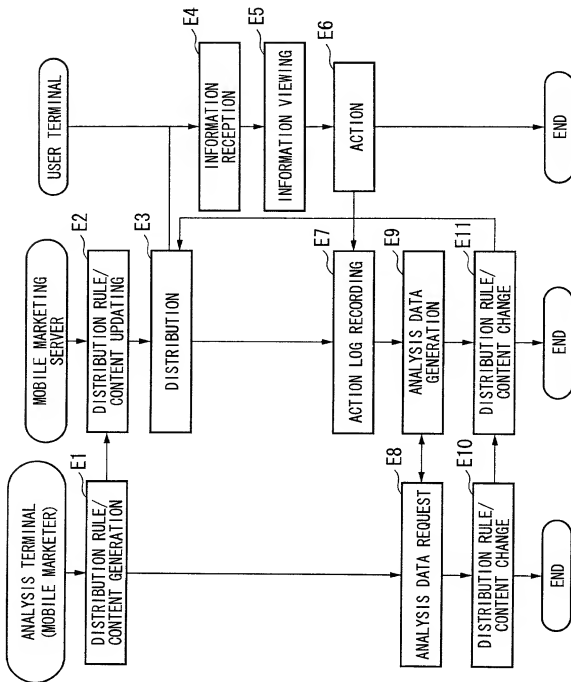 ANALYSIS TERMINAL
(MOBILE MARKETER)
E1
DISTRIBUTION RULE/
CONTENT GENERATION
E8
ANALYSIS DATA REQUEST
E10
DISTRIBUTION RULE/
CONTENT CHANGE
END
MOBILE MARKETING
SERVER
E2
DISTRIBUTION RULE/
CONTENT UPDATING
E3
DISTRIBUTION
E7
ACTION LOG RECORDING
E9
ANALYSIS DATA
GENERATION
E11
DISTRIBUTION RULE/
CONTENT CHANGE
END
USER TERMINAL
E4
INFORMATION
RECEPTION
E5
INFORMATION VIEWING
E6
ACTION
END